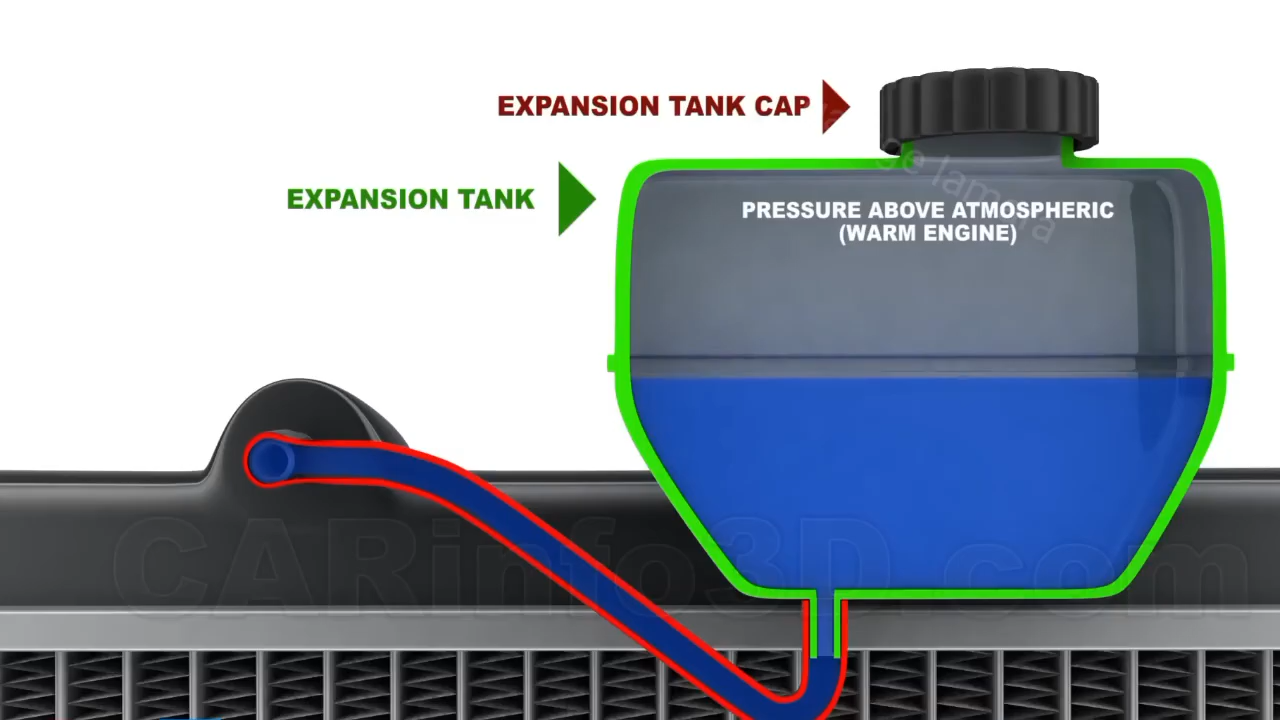 EXPANSION TANK CAP
EXPANSION TANK
PRESSURE ABOVE ATMOSPHERIC
(WARM ENGINE)
CARinfo3D.com